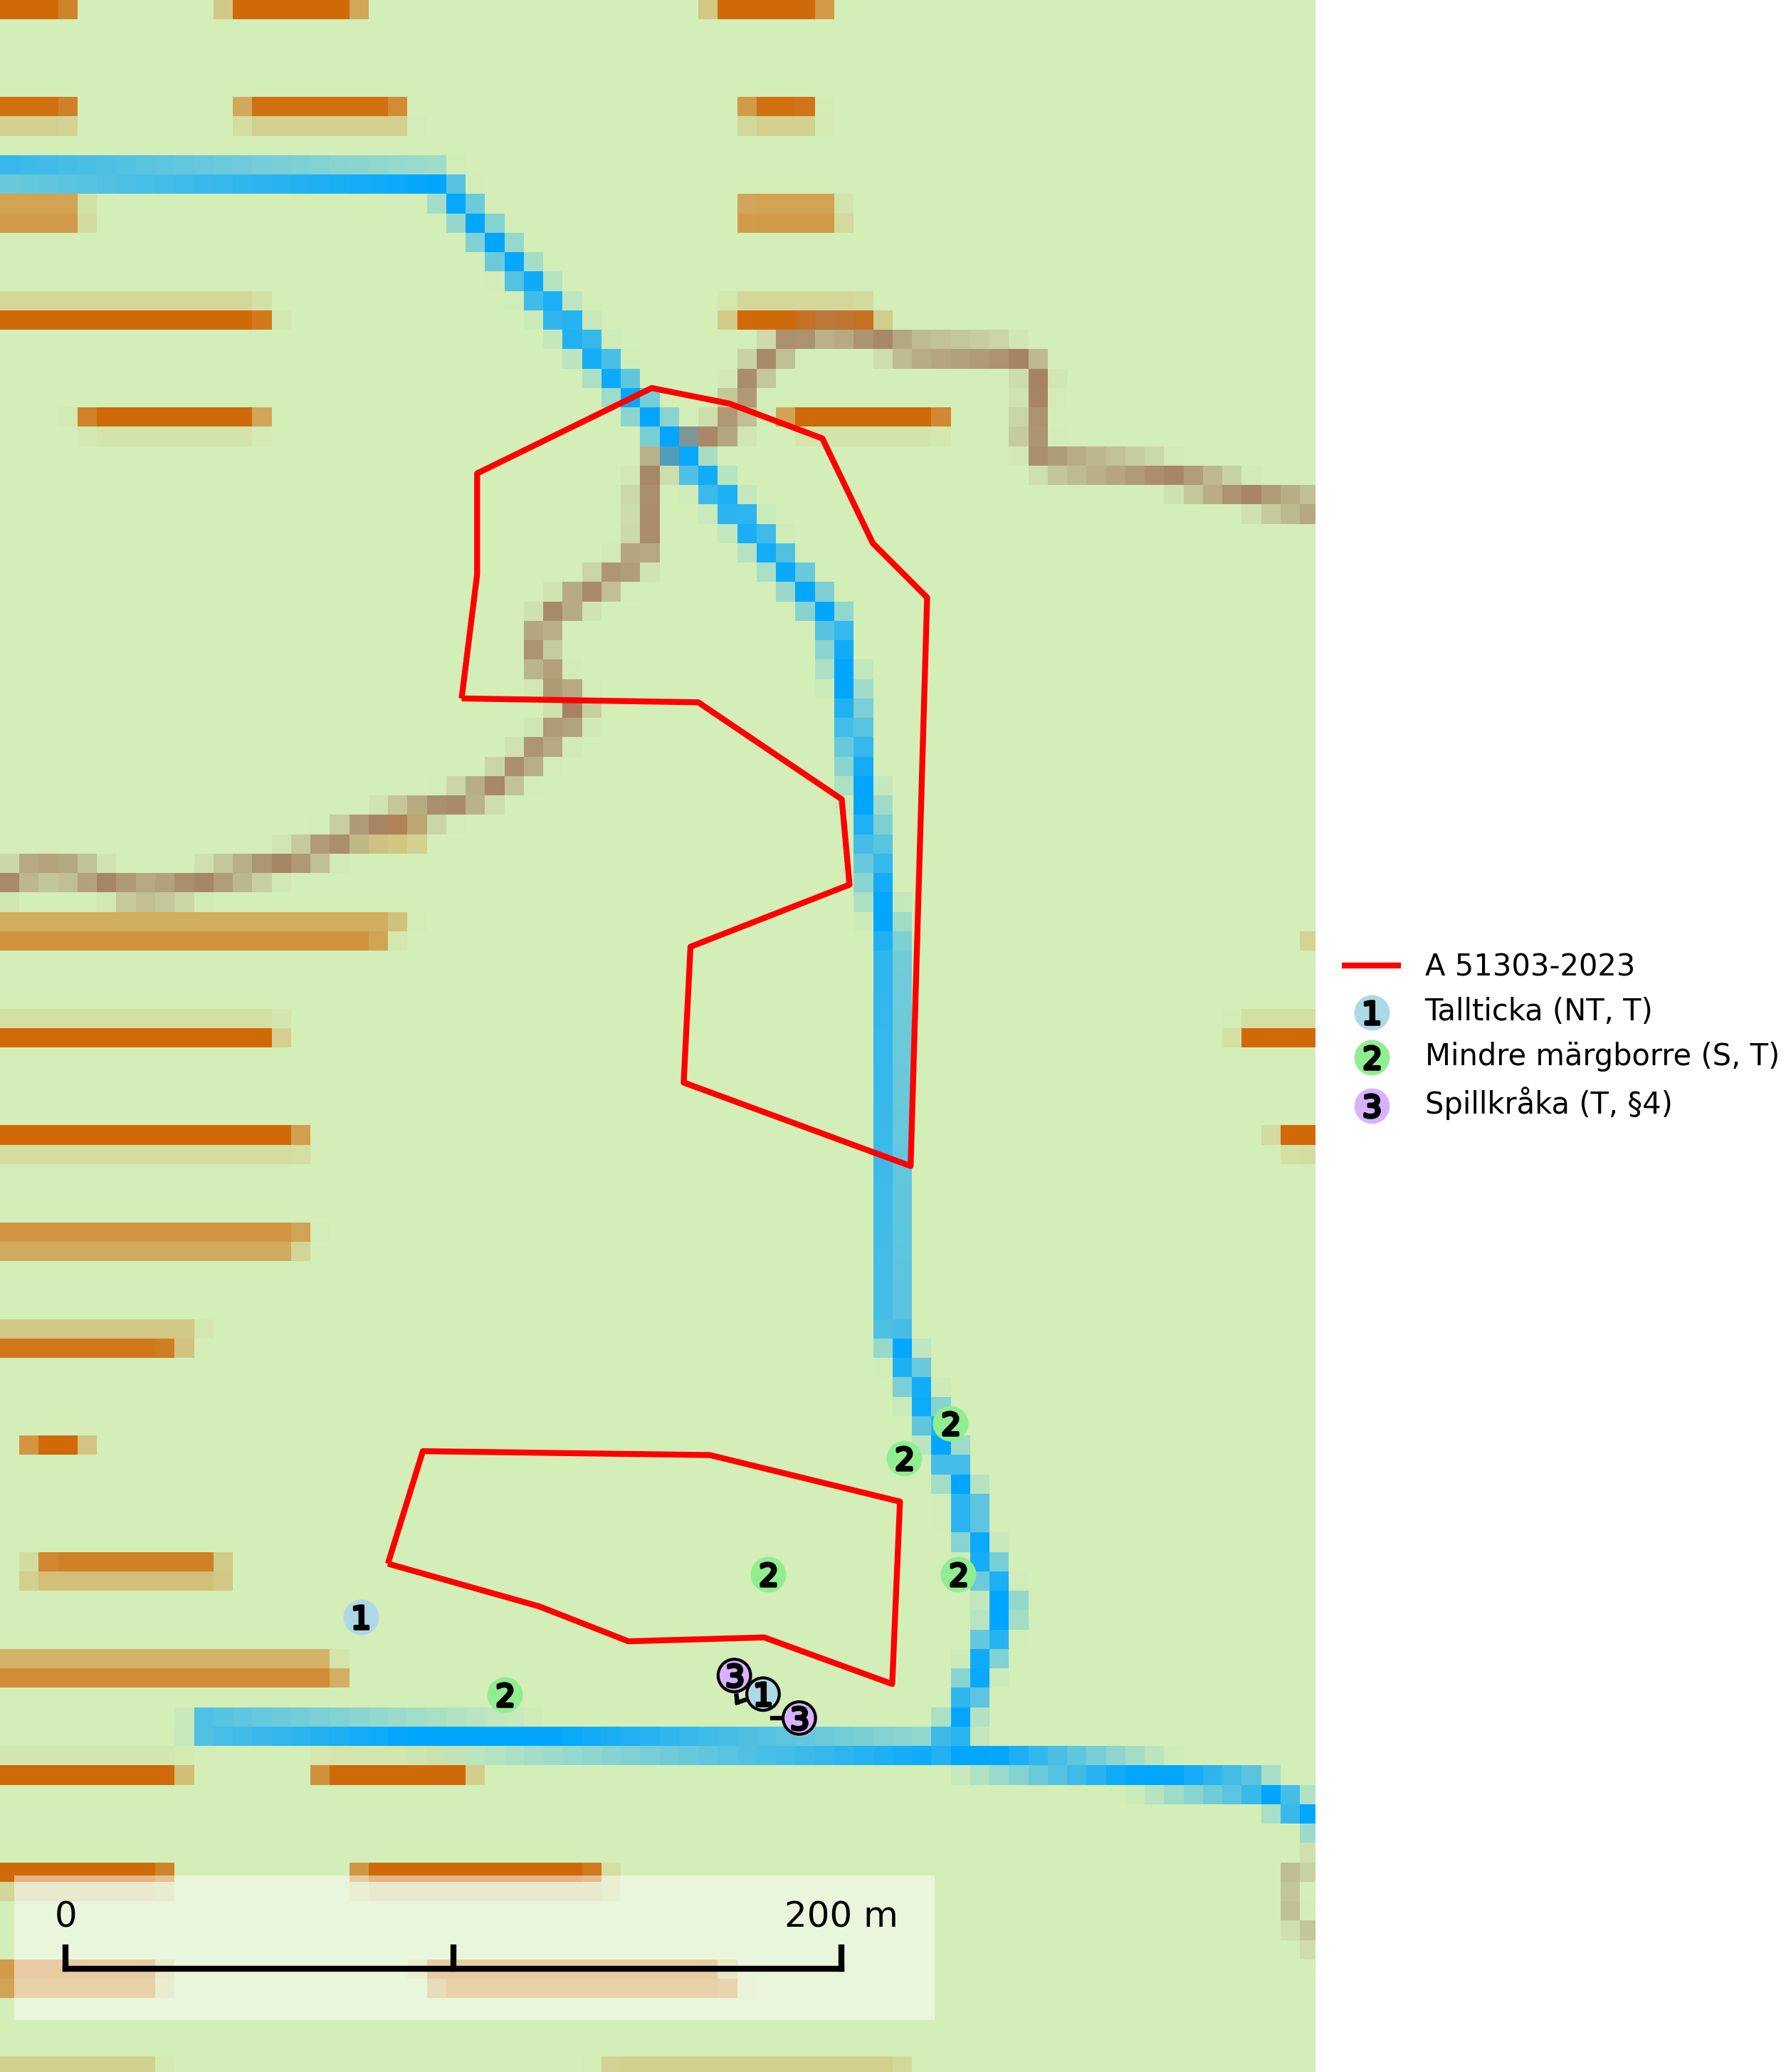 A 51303-2023
1 Tallticka (NT, T)
2 Mindre märgborre (S, T)
3 Spillkråka (T, §4)
2
2
2
2
1
3
2
1
3
0 200 m